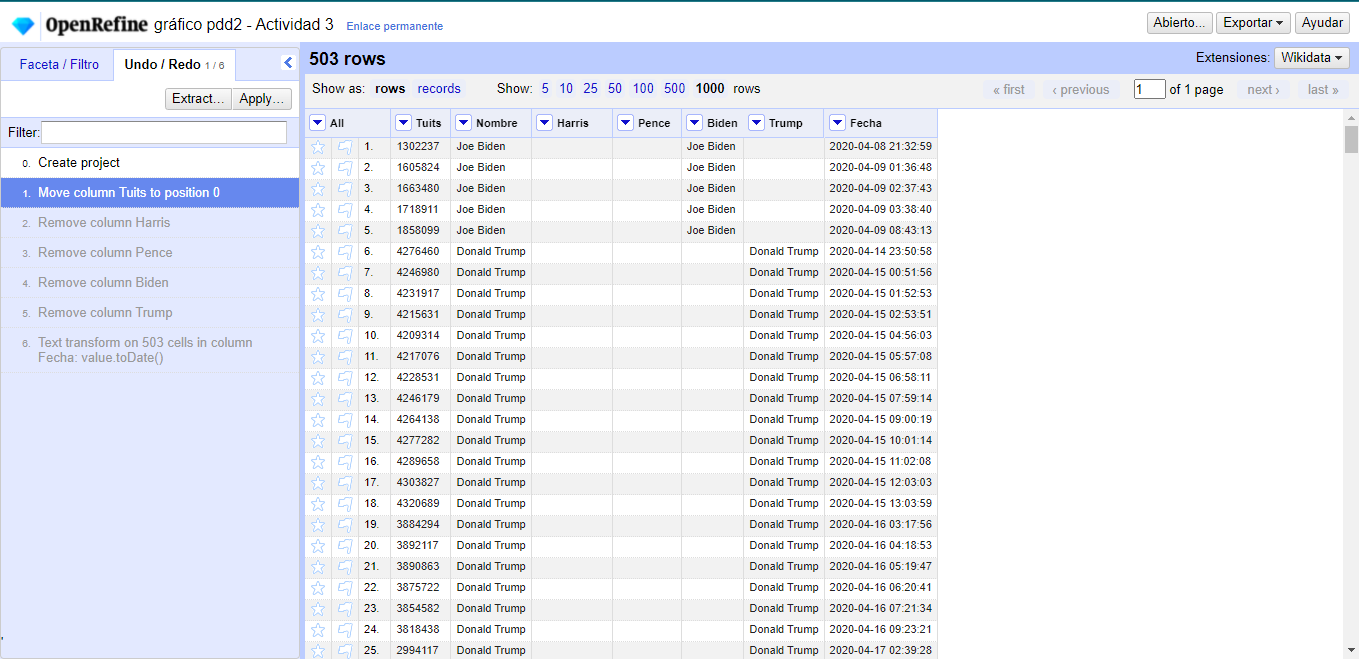 OpenRefine gráfico pdd2 - Actividad 3 Enlace permanente Abierto... Exportar Ayudar
Faceta / Filtro Undo / Redo 1 / 6
Extract... Apply...
Filter:
0. Create project
1. Move column Tuits to position 0
2. Remove column Harris
3. Remove column Pence
4. Remove column Biden
5. Remove column Trump
6. Text transform on 503 cells in column
Fecha: value.toDate()
503 rows Extensiones: Wikidata
Show as: rows records Show: 5 10 25 50 100 500 1000 rows « first ‹ previous 1 of 1 page next › last »
All Tuits Nombre Harris Pence Biden Trump Fecha
1. 1302237 Joe Biden Joe Biden 2020-04-08 21:32:59
2. 1605824 Joe Biden Joe Biden 2020-04-09 01:36:48
3. 1663480 Joe Biden Joe Biden 2020-04-09 02:37:43
4. 1718911 Joe Biden Joe Biden 2020-04-09 03:38:40
5. 1858099 Joe Biden Joe Biden 2020-04-09 08:43:13
6. 4276460 Donald Trump Donald Trump 2020-04-14 23:50:58
7. 4246980 Donald Trump Donald Trump 2020-04-15 00:51:56
8. 4231917 Donald Trump Donald Trump 2020-04-15 01:52:53
9. 4215631 Donald Trump Donald Trump 2020-04-15 02:53:51
10. 4209314 Donald Trump Donald Trump 2020-04-15 04:56:03
11. 4217076 Donald Trump Donald Trump 2020-04-15 05:57:08
12. 4228531 Donald Trump Donald Trump 2020-04-15 06:58:11
13. 4246179 Donald Trump Donald Trump 2020-04-15 07:59:14
14. 4264138 Donald Trump Donald Trump 2020-04-15 09:00:19
15. 4277282 Donald Trump Donald Trump 2020-04-15 10:01:14
16. 4289658 Donald Trump Donald Trump 2020-04-15 11:02:08
17. 4303827 Donald Trump Donald Trump 2020-04-15 12:03:03
18. 4320689 Donald Trump Donald Trump 2020-04-15 13:03:59
19. 3884294 Donald Trump Donald Trump 2020-04-16 03:17:56
20. 3892117 Donald Trump Donald Trump 2020-04-16 04:18:53
21. 3890863 Donald Trump Donald Trump 2020-04-16 05:19:47
22. 3875722 Donald Trump Donald Trump 2020-04-16 06:20:41
23. 3854582 Donald Trump Donald Trump 2020-04-16 07:21:34
24. 3818438 Donald Trump Donald Trump 2020-04-16 09:23:21
25. 2994117 Donald Trump Donald Trump 2020-04-17 02:39:28